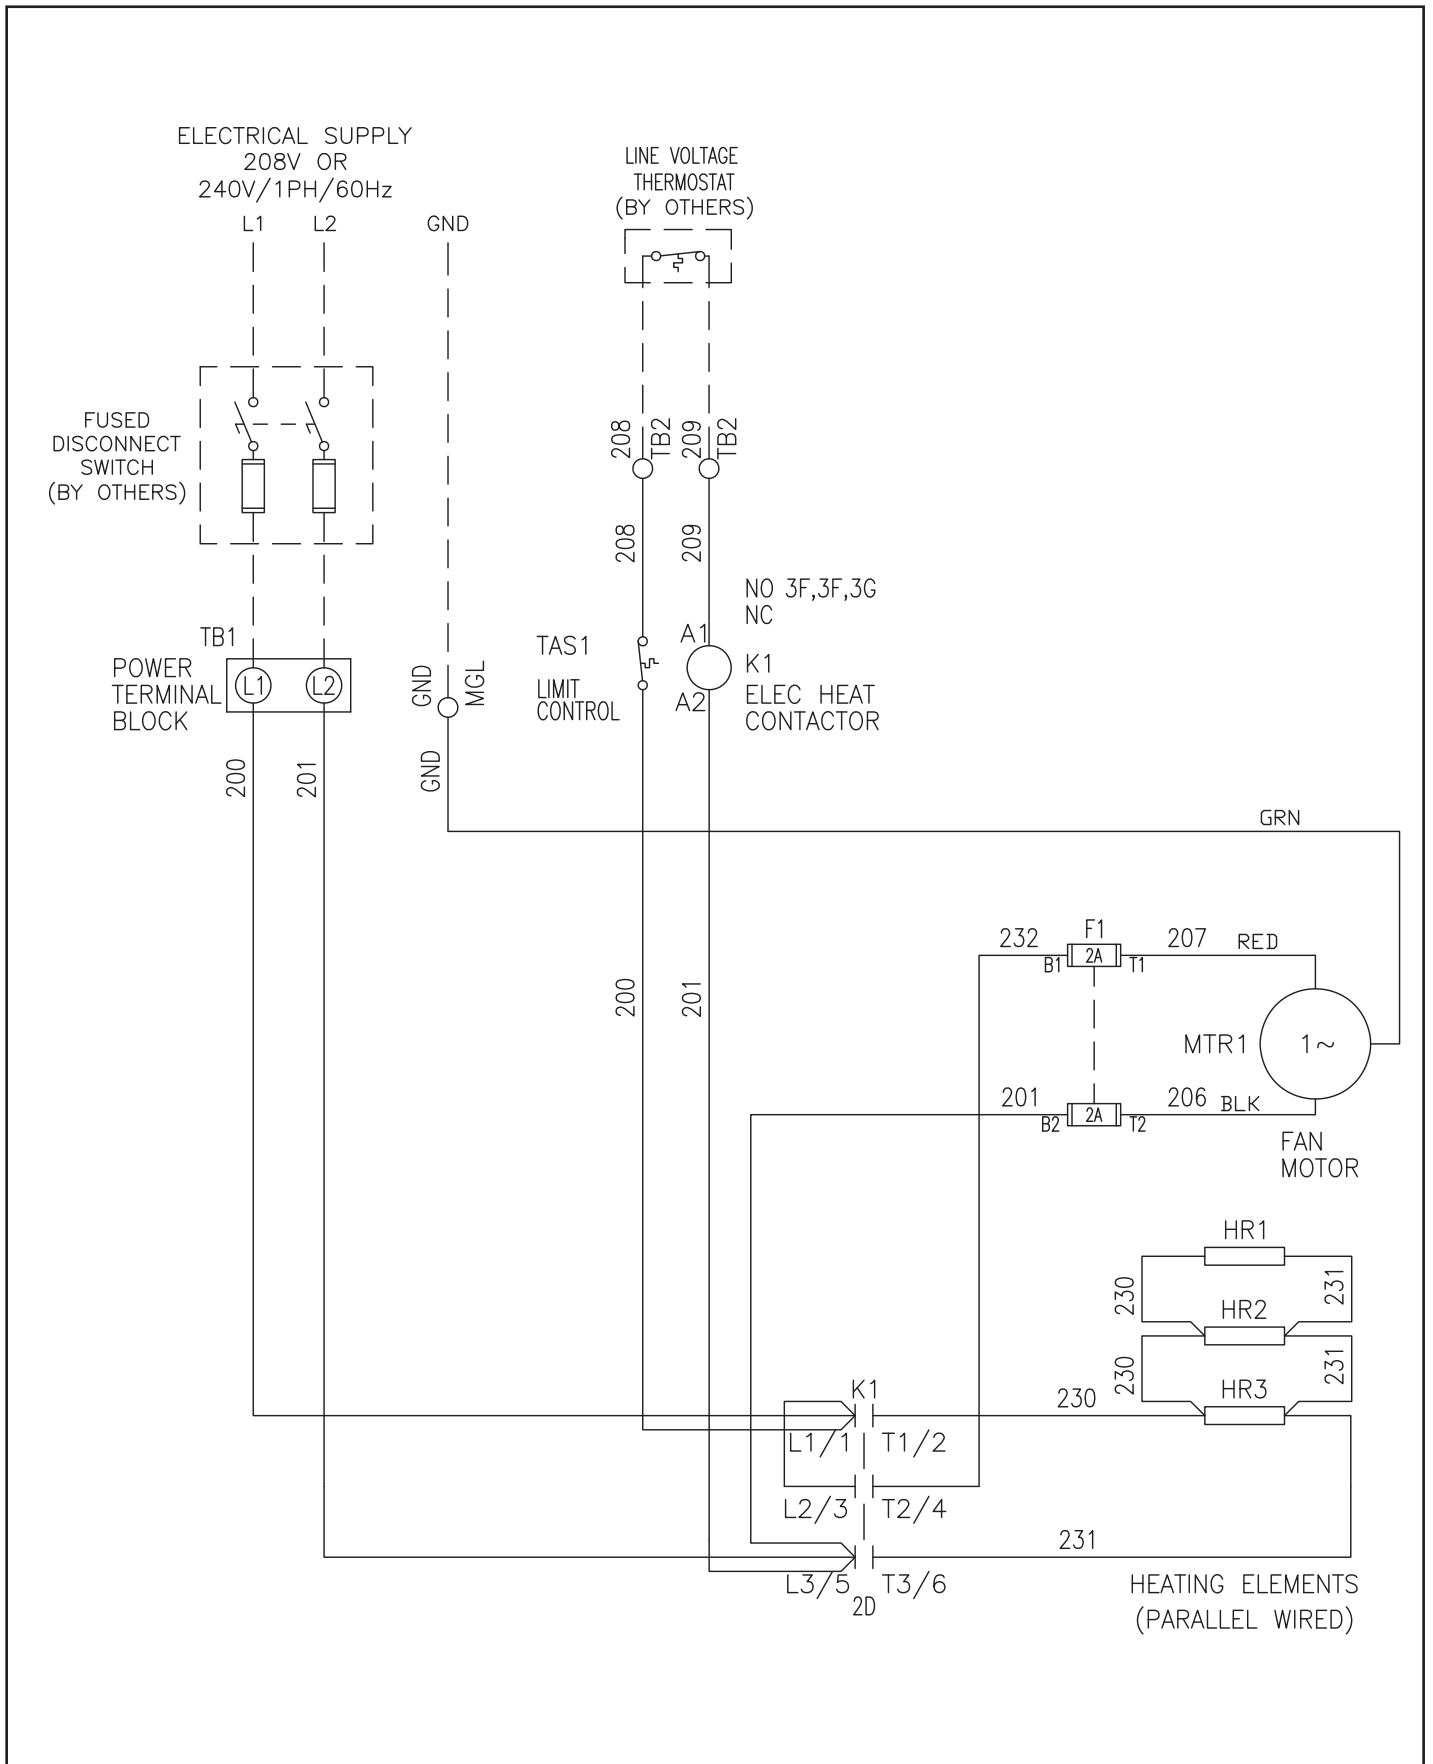 ELECTRICAL SUPPLY
208V OR
240V/1PH/60Hz
L1
L2
GND
LINE VOLTAGE
THERMOSTAT
(BY OTHERS)
FUSED
DISCONNECT
SWITCH
(BY OTHERS)
208
TB2
209
TB2
208
209
NO 3F,3F,3G
NC
TB1
POWER
TERMINAL
BLOCK
L1
L2
GND
MGL
TAS1
LIMIT
CONTROL
A1
A2
K1
ELEC HEAT
CONTACTOR
200
201
GND
GRN
200
201
232
F1
2A
B1
T1
207
RED
MTR1
1~
201
2A
B2
T2
206
BLK
FAN
MOTOR
HR1
230
231
HR2
230
231
HR3
K1
230
L1/1
T1/2
L2/3
T2/4
231
L3/5
T3/6
2D
HEATING ELEMENTS
(PARALLEL WIRED)